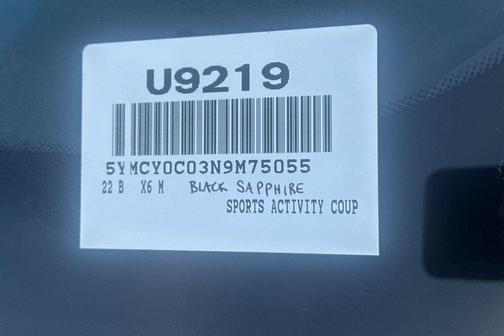 U9219
5YMCY0C03N9M75055
22 B X6 M BLACK SAPPHIRE
SPORTS ACTIVITY COUP